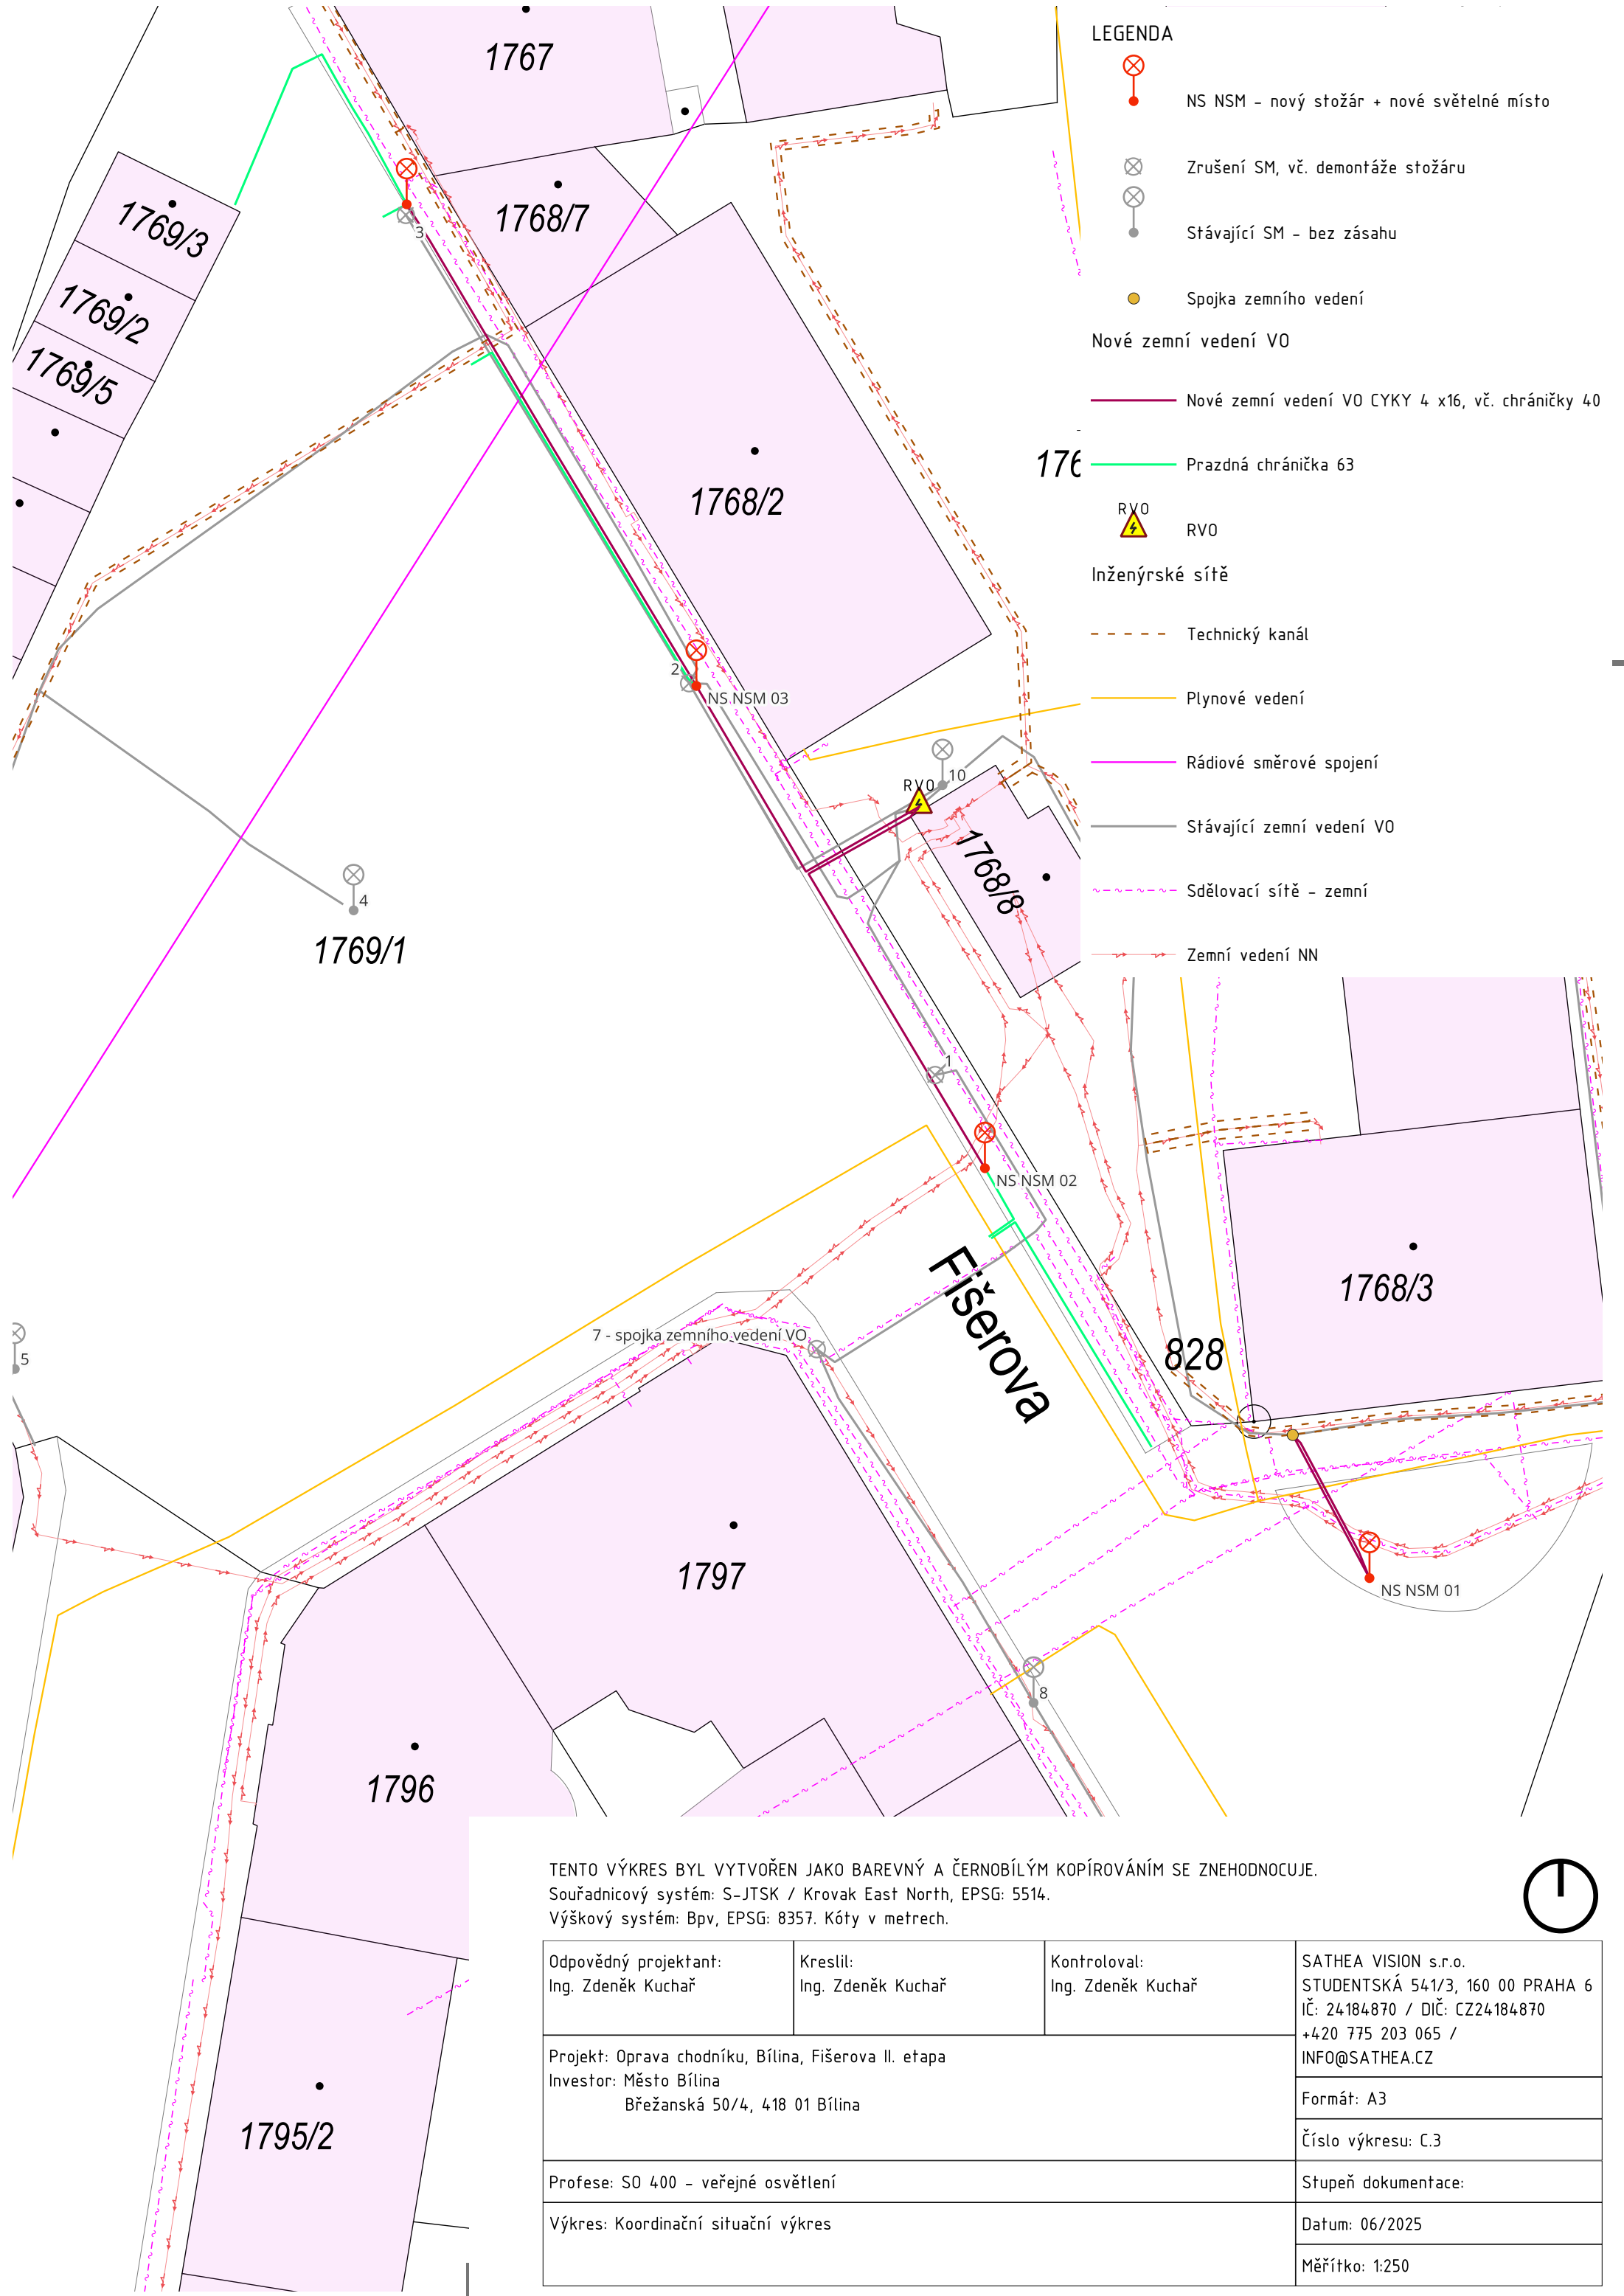 LEGENDA
NS NSM - nový stožár + nové světelné místo
Zrušení SM, vč. demontáže stožáru
Stávající SM - bez zásahu
Spojka zemního vedení
Nové zemní vedení VO
Nové zemní vedení VO CYKY 4 x16, vč. chráničky 40
Prazdná chránička 63
RVO
RVO
Inženýrské sítě
Technický kanál
Plynové vedení
Rádiové směrové spojení
Stávající zemní vedení VO
Sdělovací sítě - zemní
Zemní vedení NN
1767
1768/7
1769/3
3
1769/2
1769/5
176
1768/2
2
NS NSM 03
10
RVO
1768/8
4
1769/1
1
NS NSM 02
Fišerova
1768/3
7 - spojka zemního vedení VO
828
5
1797
NS NSM 01
8
1796
1795/2
TENTO VÝKRES BYL VYTVOŘEN JAKO BAREVNÝ A ČERNOBÍLÝM KOPÍROVÁNÍM SE ZNEHODNOCUJE.
Souřadnicový systém: S-JTSK / Krovak East North, EPSG: 5514.
Výškový systém: Bpv, EPSG: 8357. Kóty v metrech.
Odpovědný projektant:
Ing. Zdeněk Kuchař
Kreslil:
Ing. Zdeněk Kuchař
Kontroloval:
Ing. Zdeněk Kuchař
SATHEA VISION s.r.o.
STUDENTSKÁ 541/3, 160 00 PRAHA 6
IČ: 24184870 / DIČ: CZ24184870
+420 775 203 065 /
INFO@SATHEA.CZ
Projekt: Oprava chodníku, Bílina, Fišerova II. etapa
Investor: Město Bílina
Břežanská 50/4, 418 01 Bílina
Formát: A3
Číslo výkresu: C.3
Profese: SO 400 - veřejné osvětlení
Stupeň dokumentace:
Výkres: Koordinační situační výkres
Datum: 06/2025
Měřítko: 1:250